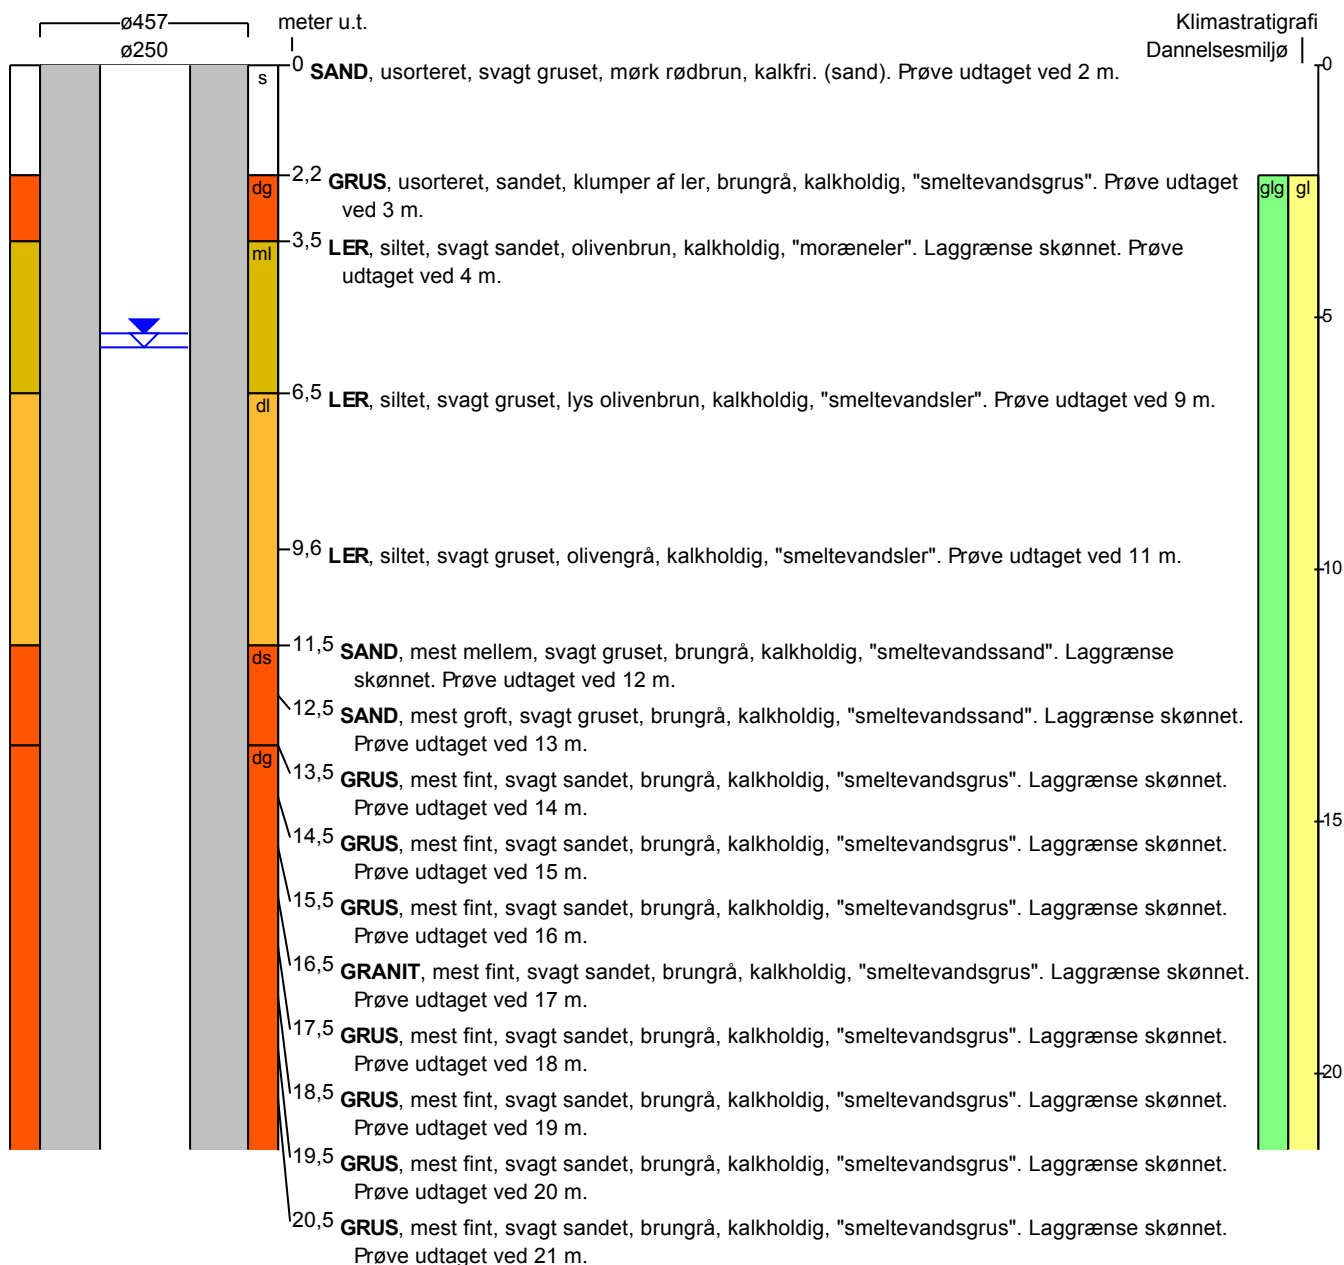 ø457
meter u.t.
Klimastratigrafi
ø250
Dannelsesmiljø
0 SAND, usorteret, svagt gruset, mørk rødbrun, kalkfri. (sand). Prøve udtaget ved 2 m.
0
s
2,2 GRUS, usorteret, sandet, klumper af ler, brungrå, kalkholdig, "smeltevandsgrus". Prøve udtaget
ved 3 m.
dg
glg gl
3,5 LER, siltet, svagt sandet, olivenbrun, kalkholdig, "moræneler". Laggrænse skønnet. Prøve
udtaget ved 4 m.
ml
5
6,5 LER, siltet, svagt gruset, lys olivenbrun, kalkholdig, "smeltevandsler". Prøve udtaget ved 9 m.
dl
9,6 LER, siltet, svagt gruset, olivengrå, kalkholdig, "smeltevandsler". Prøve udtaget ved 11 m.
10
11,5 SAND, mest mellem, svagt gruset, brungrå, kalkholdig, "smeltevandssand". Laggrænse
skønnet. Prøve udtaget ved 12 m.
ds
12,5 SAND, mest groft, svagt gruset, brungrå, kalkholdig, "smeltevandssand". Laggrænse skønnet.
Prøve udtaget ved 13 m.
dg
13,5 GRUS, mest fint, svagt sandet, brungrå, kalkholdig, "smeltevandsgrus". Laggrænse skønnet.
Prøve udtaget ved 14 m.
15
14,5 GRUS, mest fint, svagt sandet, brungrå, kalkholdig, "smeltevandsgrus". Laggrænse skønnet.
Prøve udtaget ved 15 m.
15,5 GRUS, mest fint, svagt sandet, brungrå, kalkholdig, "smeltevandsgrus". Laggrænse skønnet.
Prøve udtaget ved 16 m.
16,5 GRANIT, mest fint, svagt sandet, brungrå, kalkholdig, "smeltevandsgrus". Laggrænse skønnet.
Prøve udtaget ved 17 m.
17,5 GRUS, mest fint, svagt sandet, brungrå, kalkholdig, "smeltevandsgrus". Laggrænse skønnet.
Prøve udtaget ved 18 m.
20
18,5 GRUS, mest fint, svagt sandet, brungrå, kalkholdig, "smeltevandsgrus". Laggrænse skønnet.
Prøve udtaget ved 19 m.
19,5 GRUS, mest fint, svagt sandet, brungrå, kalkholdig, "smeltevandsgrus". Laggrænse skønnet.
Prøve udtaget ved 20 m.
20,5 GRUS, mest fint, svagt sandet, brungrå, kalkholdig, "smeltevandsgrus". Laggrænse skønnet.
Prøve udtaget ved 21 m.